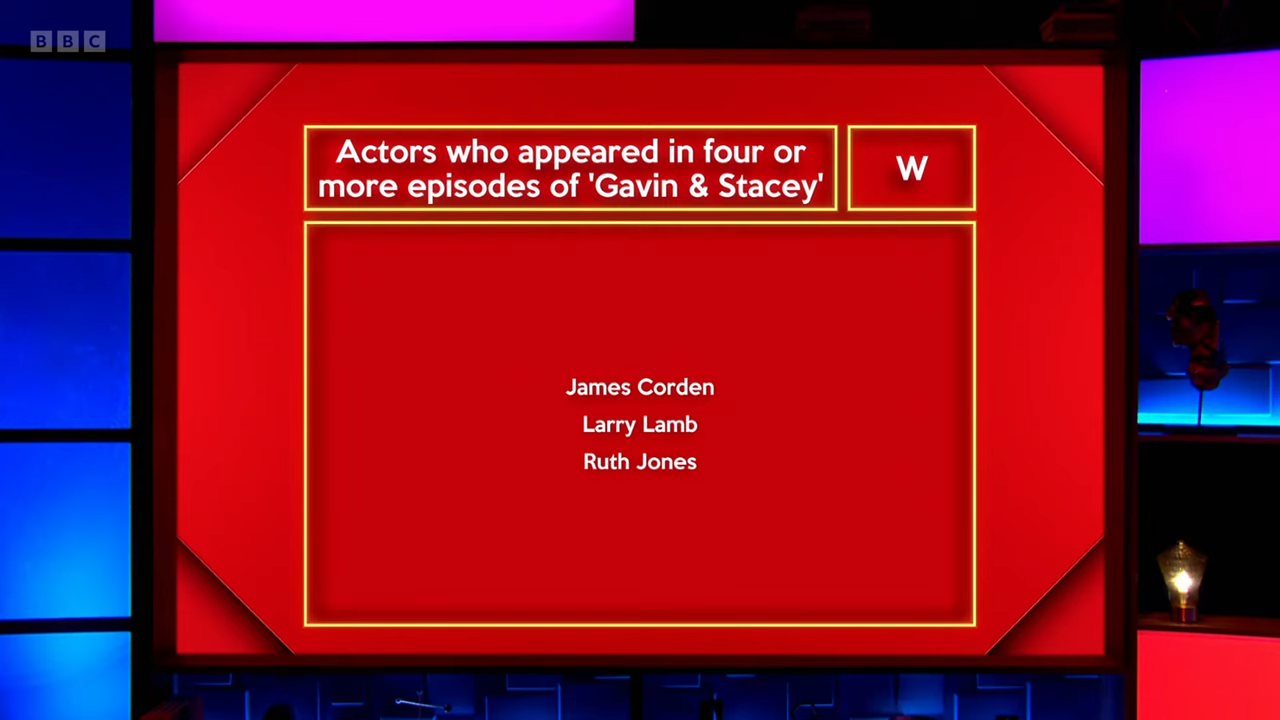 BBC
Actors who appeared in four or
more episodes of 'Gavin & Stacey'
W
James Corden
Larry Lamb
Ruth Jones